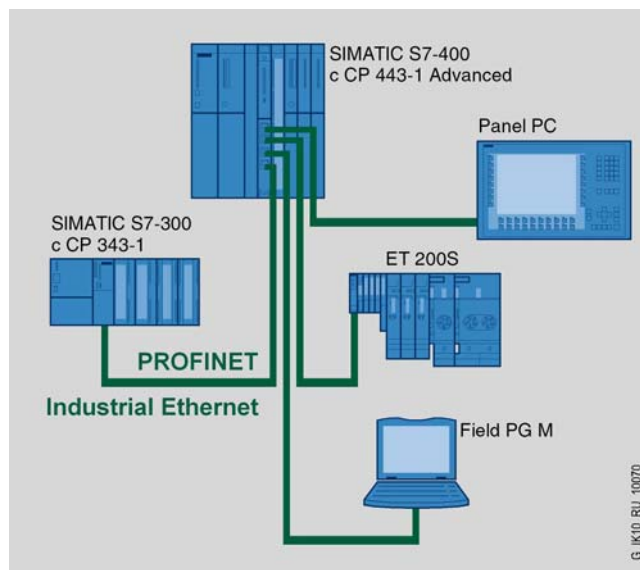 SIMATIC S7-400
с CP 443-1 Advanced
Panel PC
SIMATIC S7-300
с CP 343-1
ET 200S
PROFINET
Industrial Ethernet
Field PG M
G_IK10_RU_10070